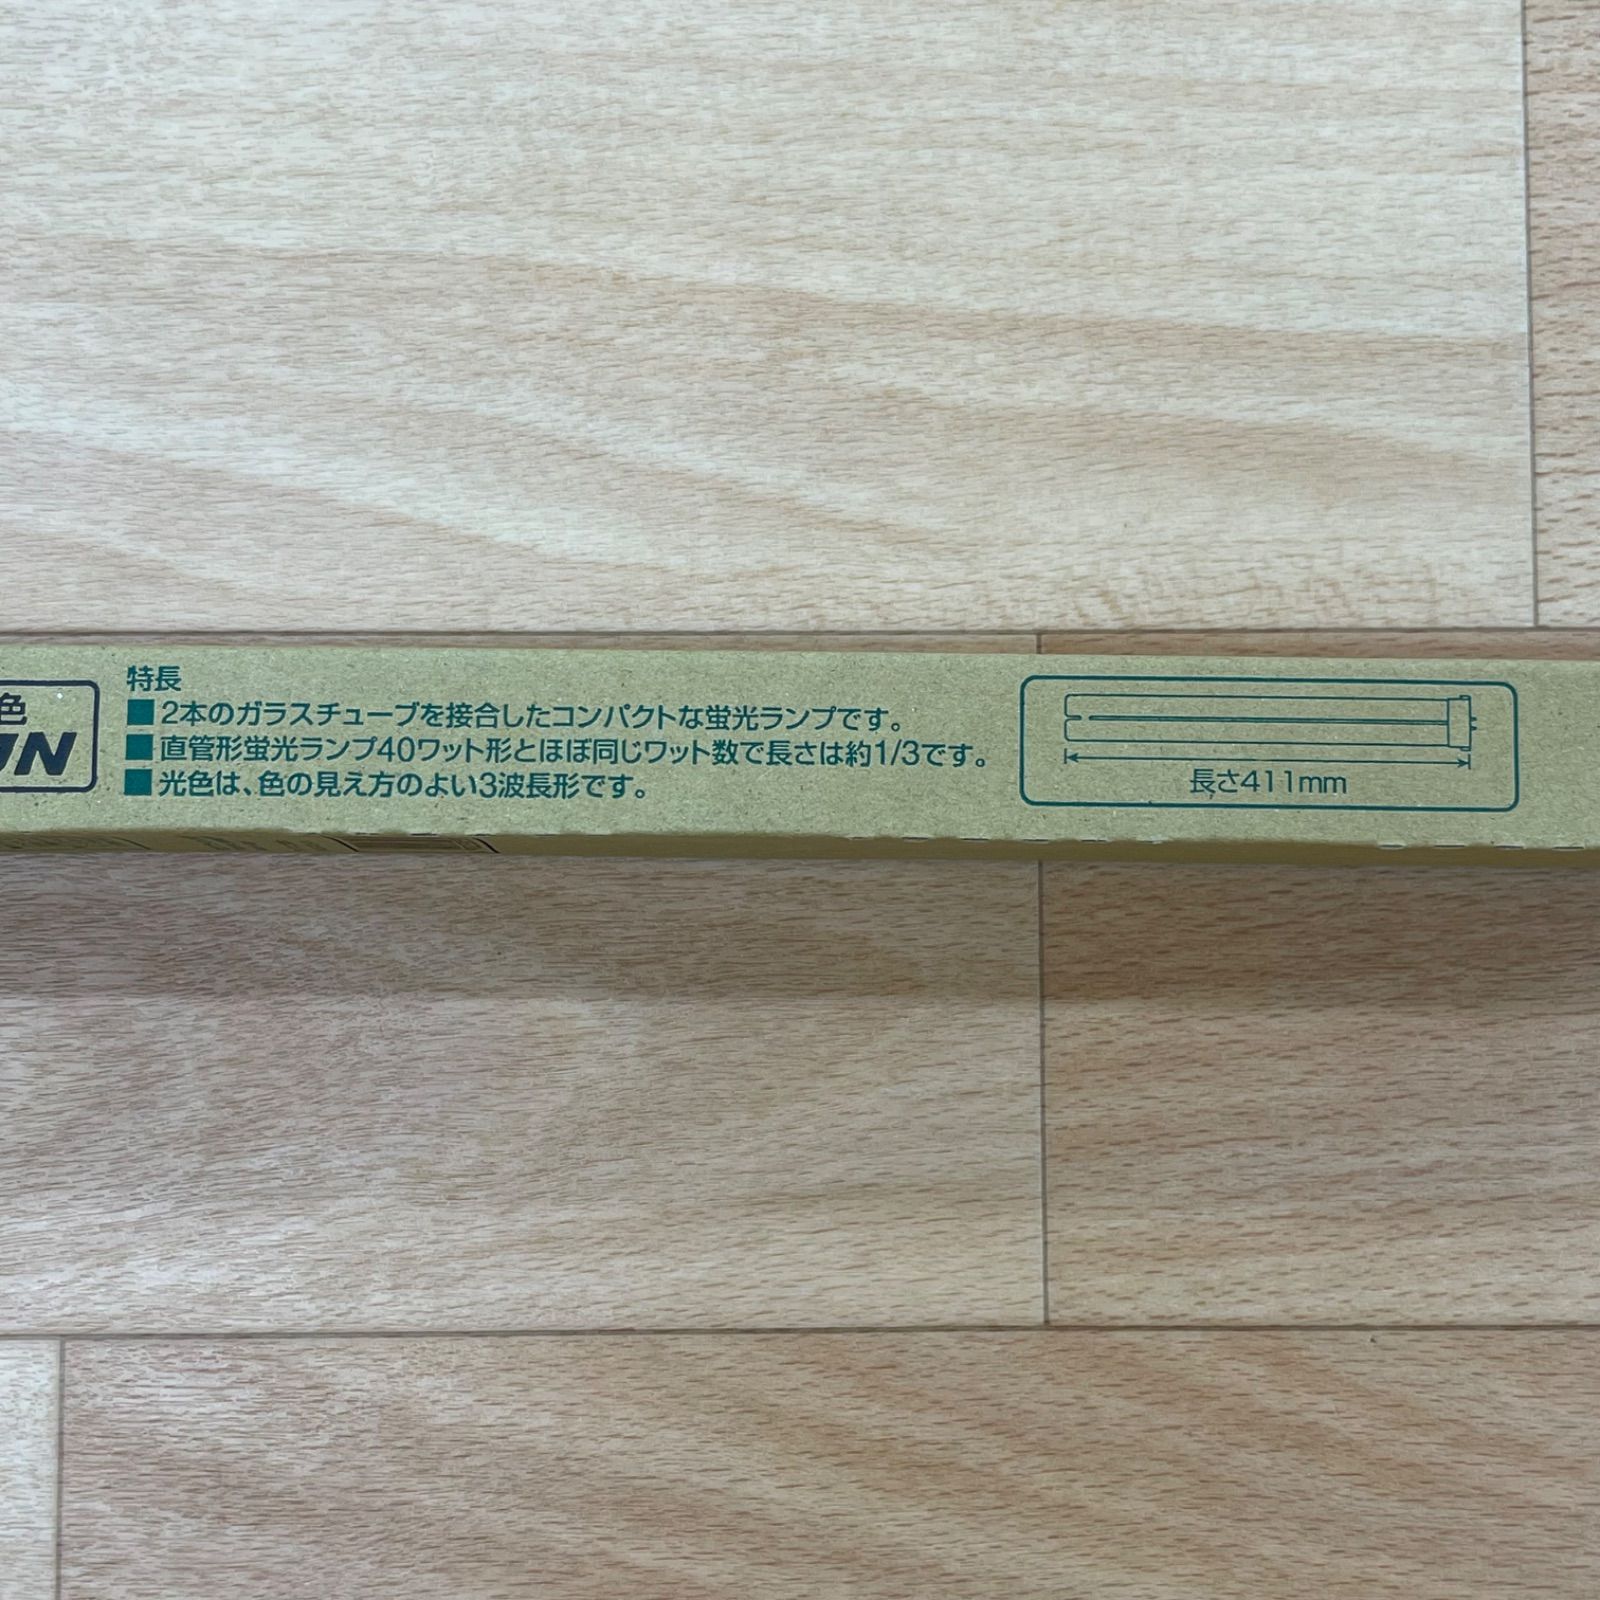 色
特長
■2本のガラスチューブを接合したコンパクトな蛍光ランプです。
■直管形蛍光ランプ40ワット形とほぼ同じワット数で長さは約1/3です。
■光色は、色の見え方のよい3波長形です。
長さ411mm